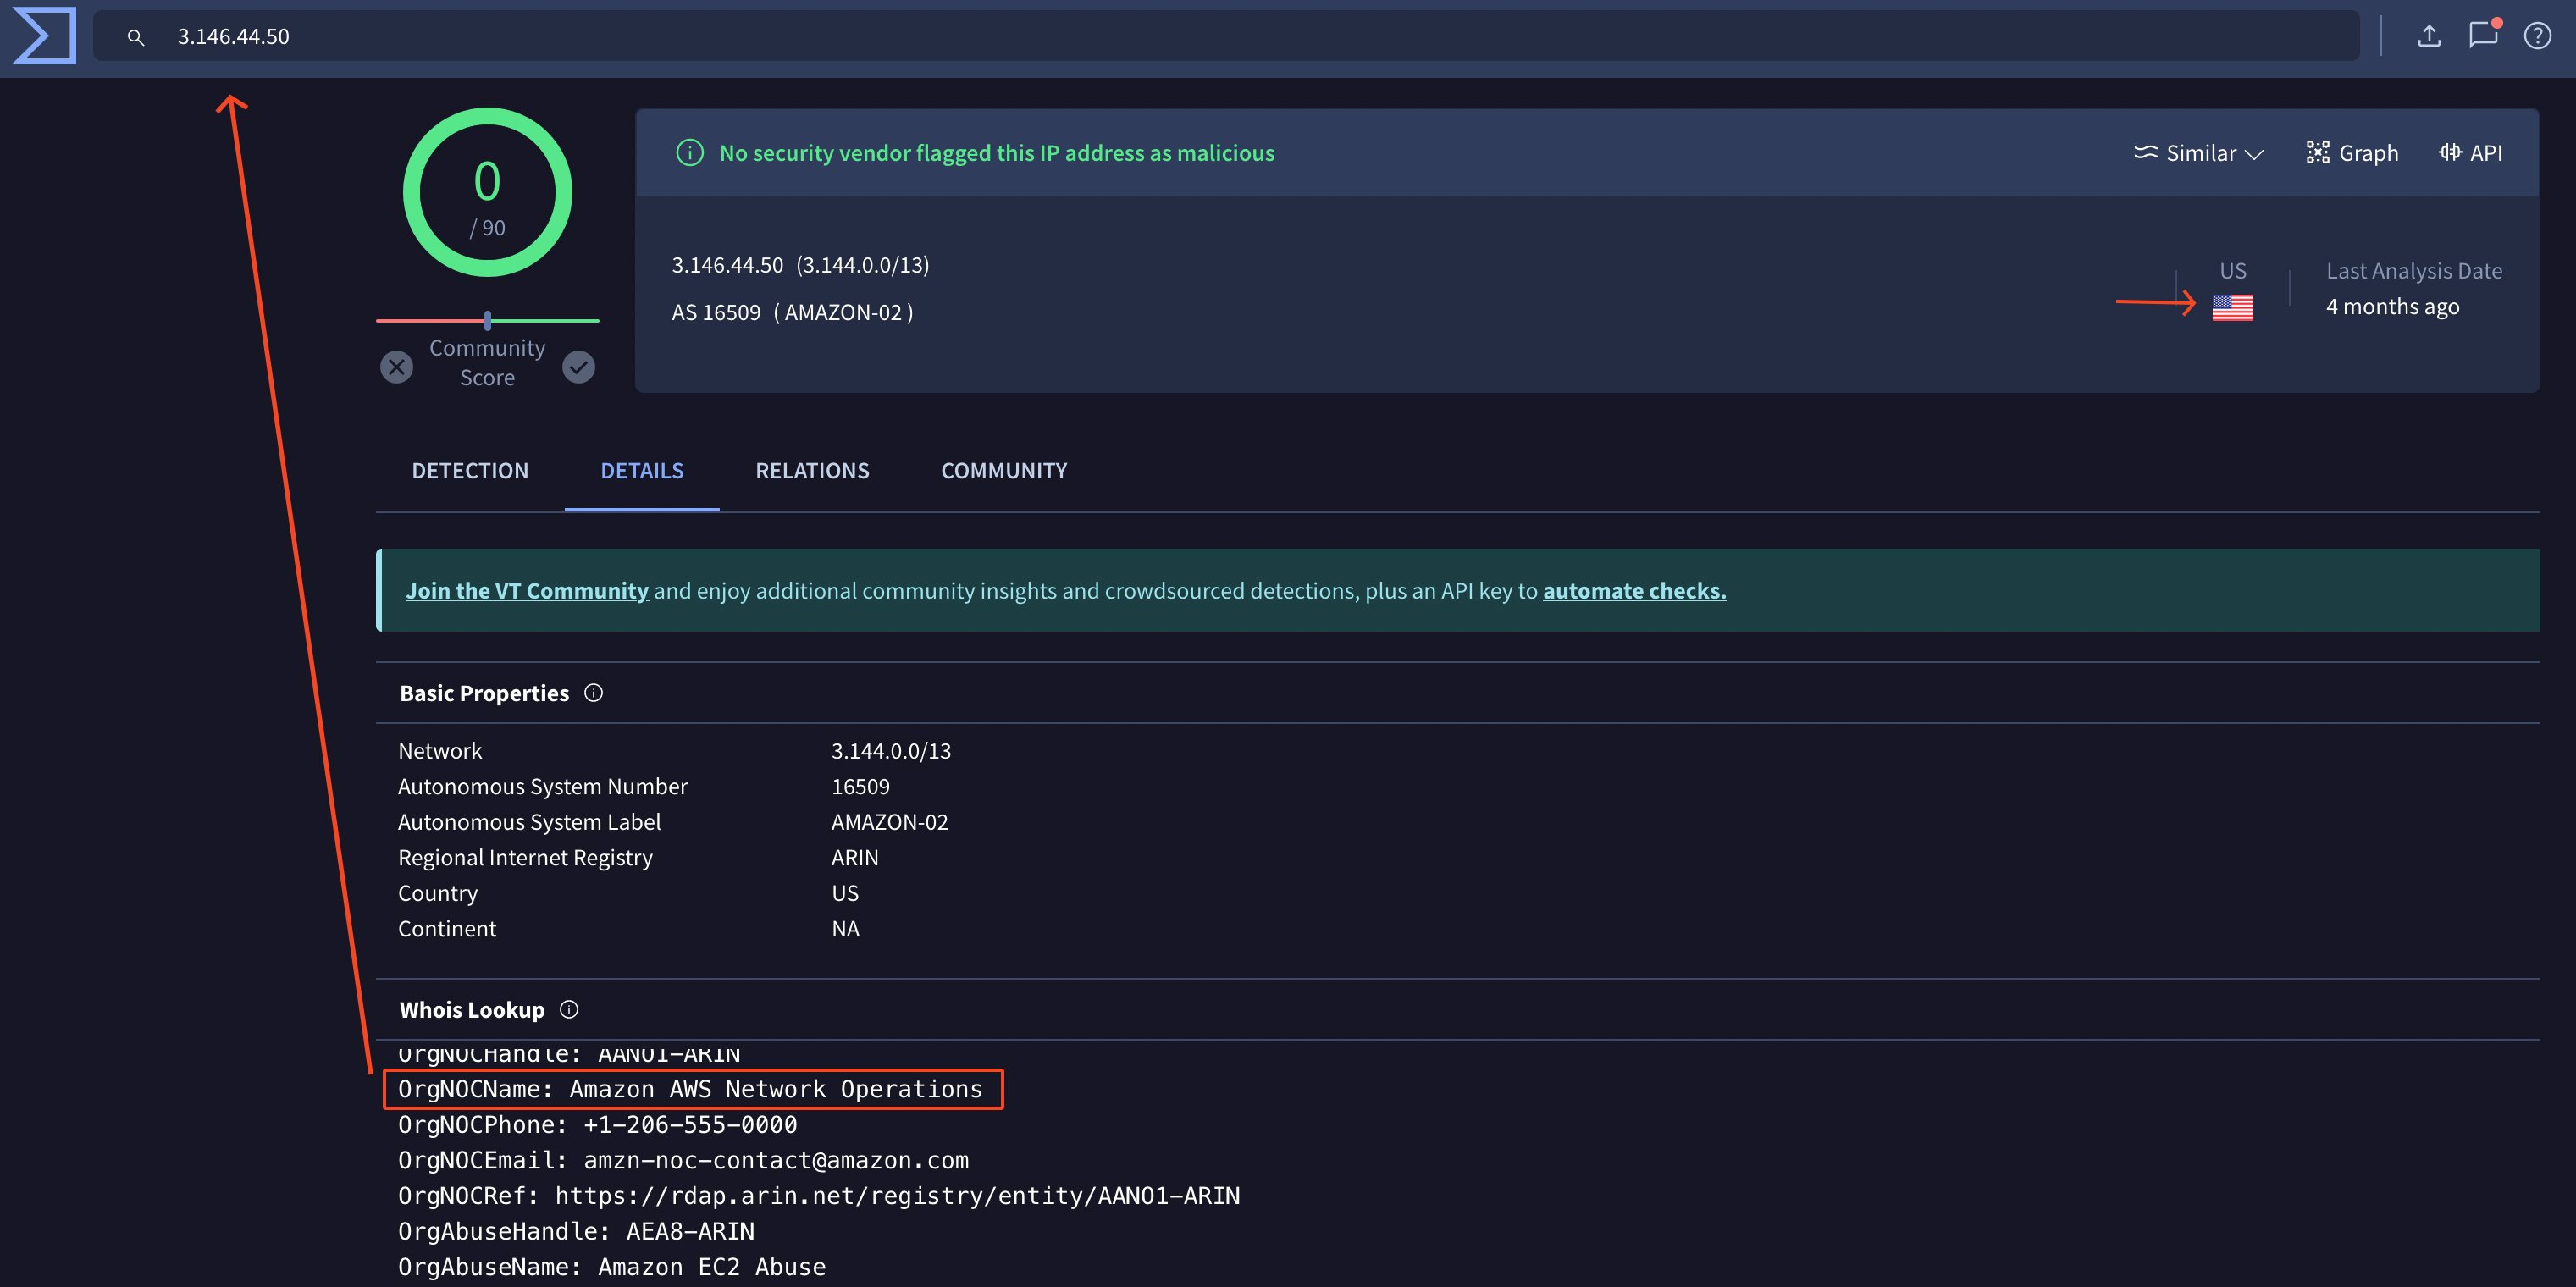 3.146.44.50
0
/ 90
Community
Score
No security vendor flagged this IP address as malicious
Similar
Graph
API
3.146.44.50 (3.144.0.0/13)
AS 16509 ( AMAZON-02 )
US
Last Analysis Date
4 months ago
DETECTION
DETAILS
RELATIONS
COMMUNITY
Join the VT Community and enjoy additional community insights and crowdsourced detections, plus an API key to automate checks.
Basic Properties
Network 3.144.0.0/13
Autonomous System Number 16509
Autonomous System Label AMAZON-02
Regional Internet Registry ARIN
Country US
Continent NA
Whois Lookup
OrgNOCHandle: AANO1-ARIN
OrgNOCName: Amazon AWS Network Operations
OrgNOCPhone: +1-206-555-0000
OrgNOCEmail: amzn-noc-contact@amazon.com
OrgNOCRef: https://rdap.arin.net/registry/entity/AANO1-ARIN
OrgAbuseHandle: AEA8-ARIN
OrgAbuseName: Amazon EC2 Abuse